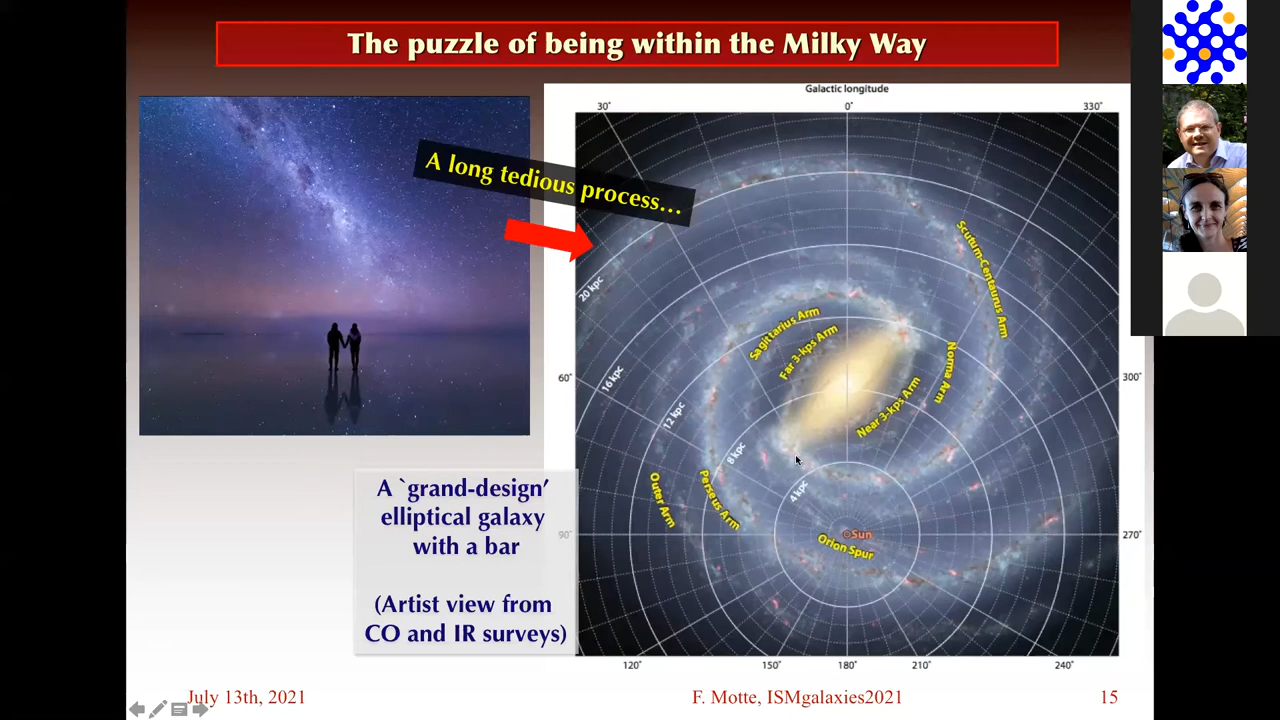 The puzzle of being within the Milky Way
A long tedious process…
A `grand-design’
elliptical galaxy
with a bar
(Artist view from
CO and IR surveys)
Galactic longitude
30°
0°
330°
60°
300°
90°
270°
120°
150°
180°
210°
240°
20 kpc
16 kpc
12 kpc
8 kpc
4 kpc
Scutum-Centaurus Arm
Sagittarius Arm
Far 3-kps Arm
Norma Arm
Near 3-kps Arm
Outer Arm
Perseus Arm
Sun
Orion Spur
July 13th, 2021
F. Motte, ISMgalaxies2021
15